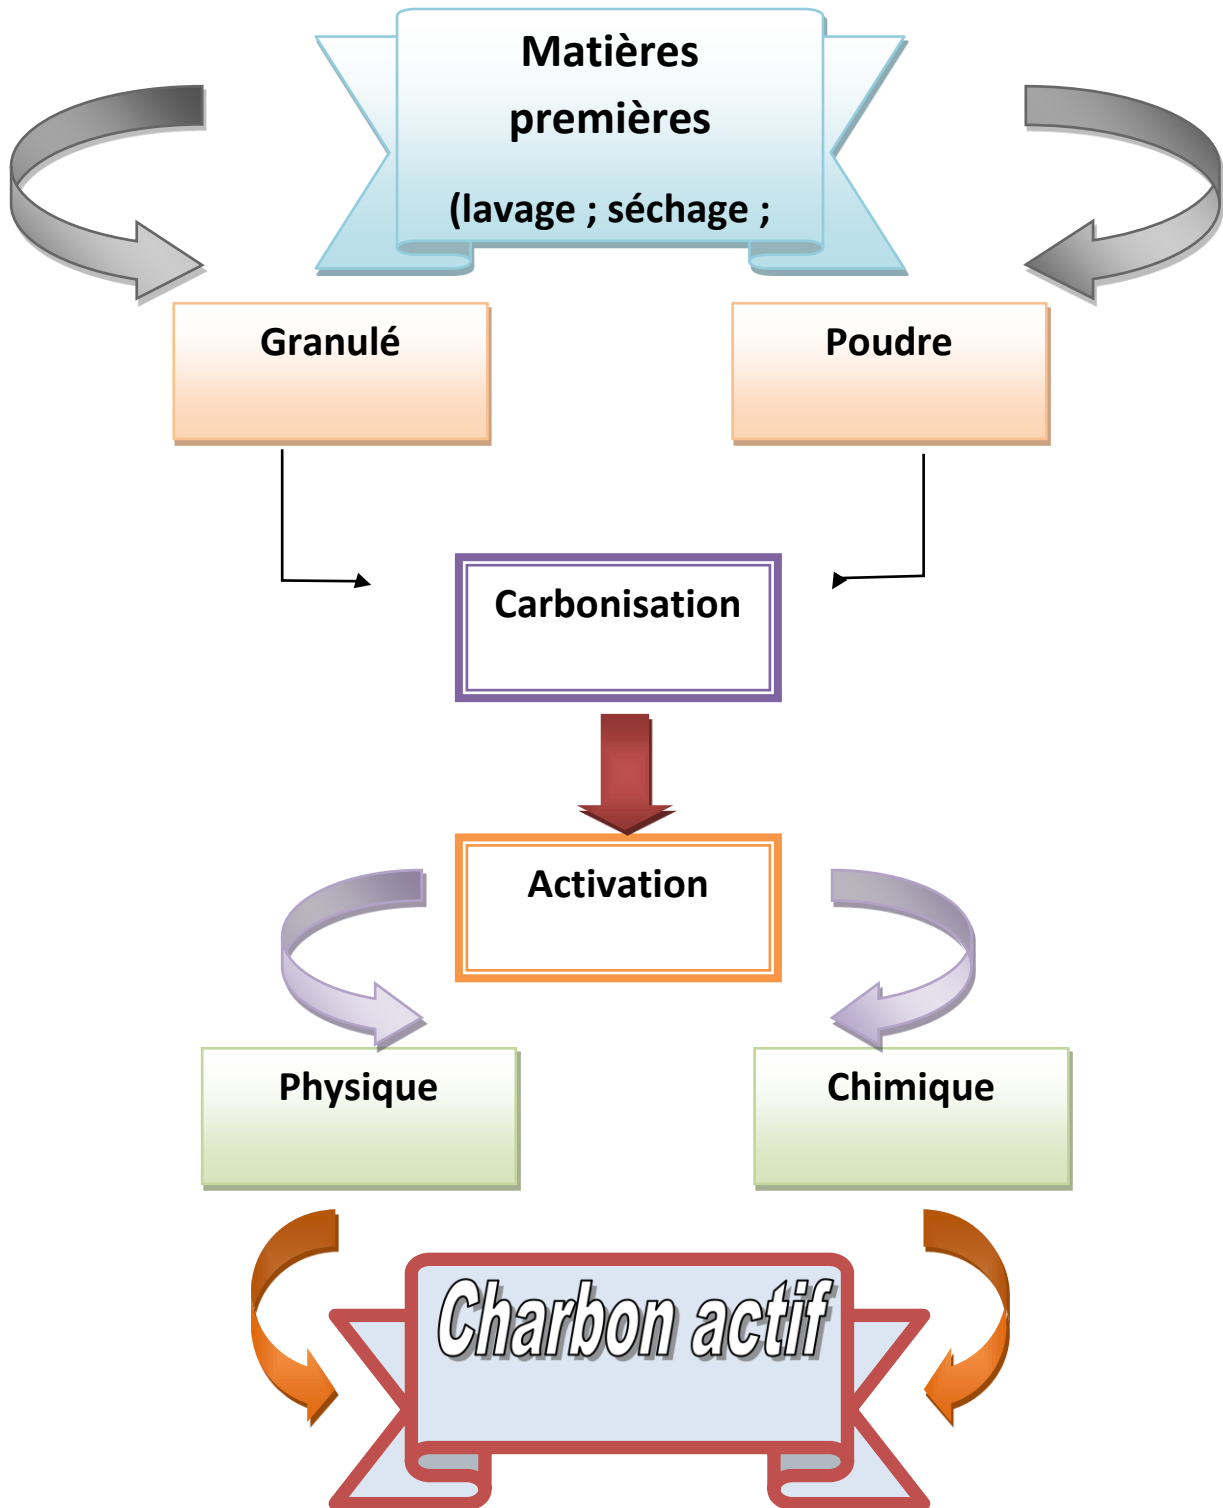 Matières
premières
(lavage ; séchage ;
Granulé
Poudre
Carbonisation
Activation
Physique
Chimique
Charbon actif